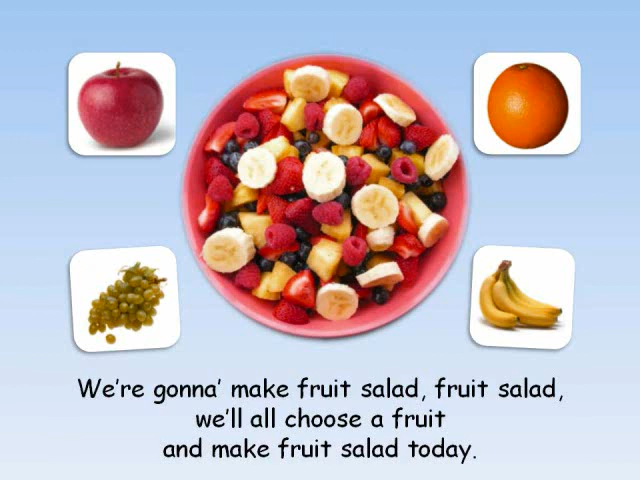 We're gonna' make fruit salad, fruit salad,
we'll all choose a fruit
and make fruit salad today.